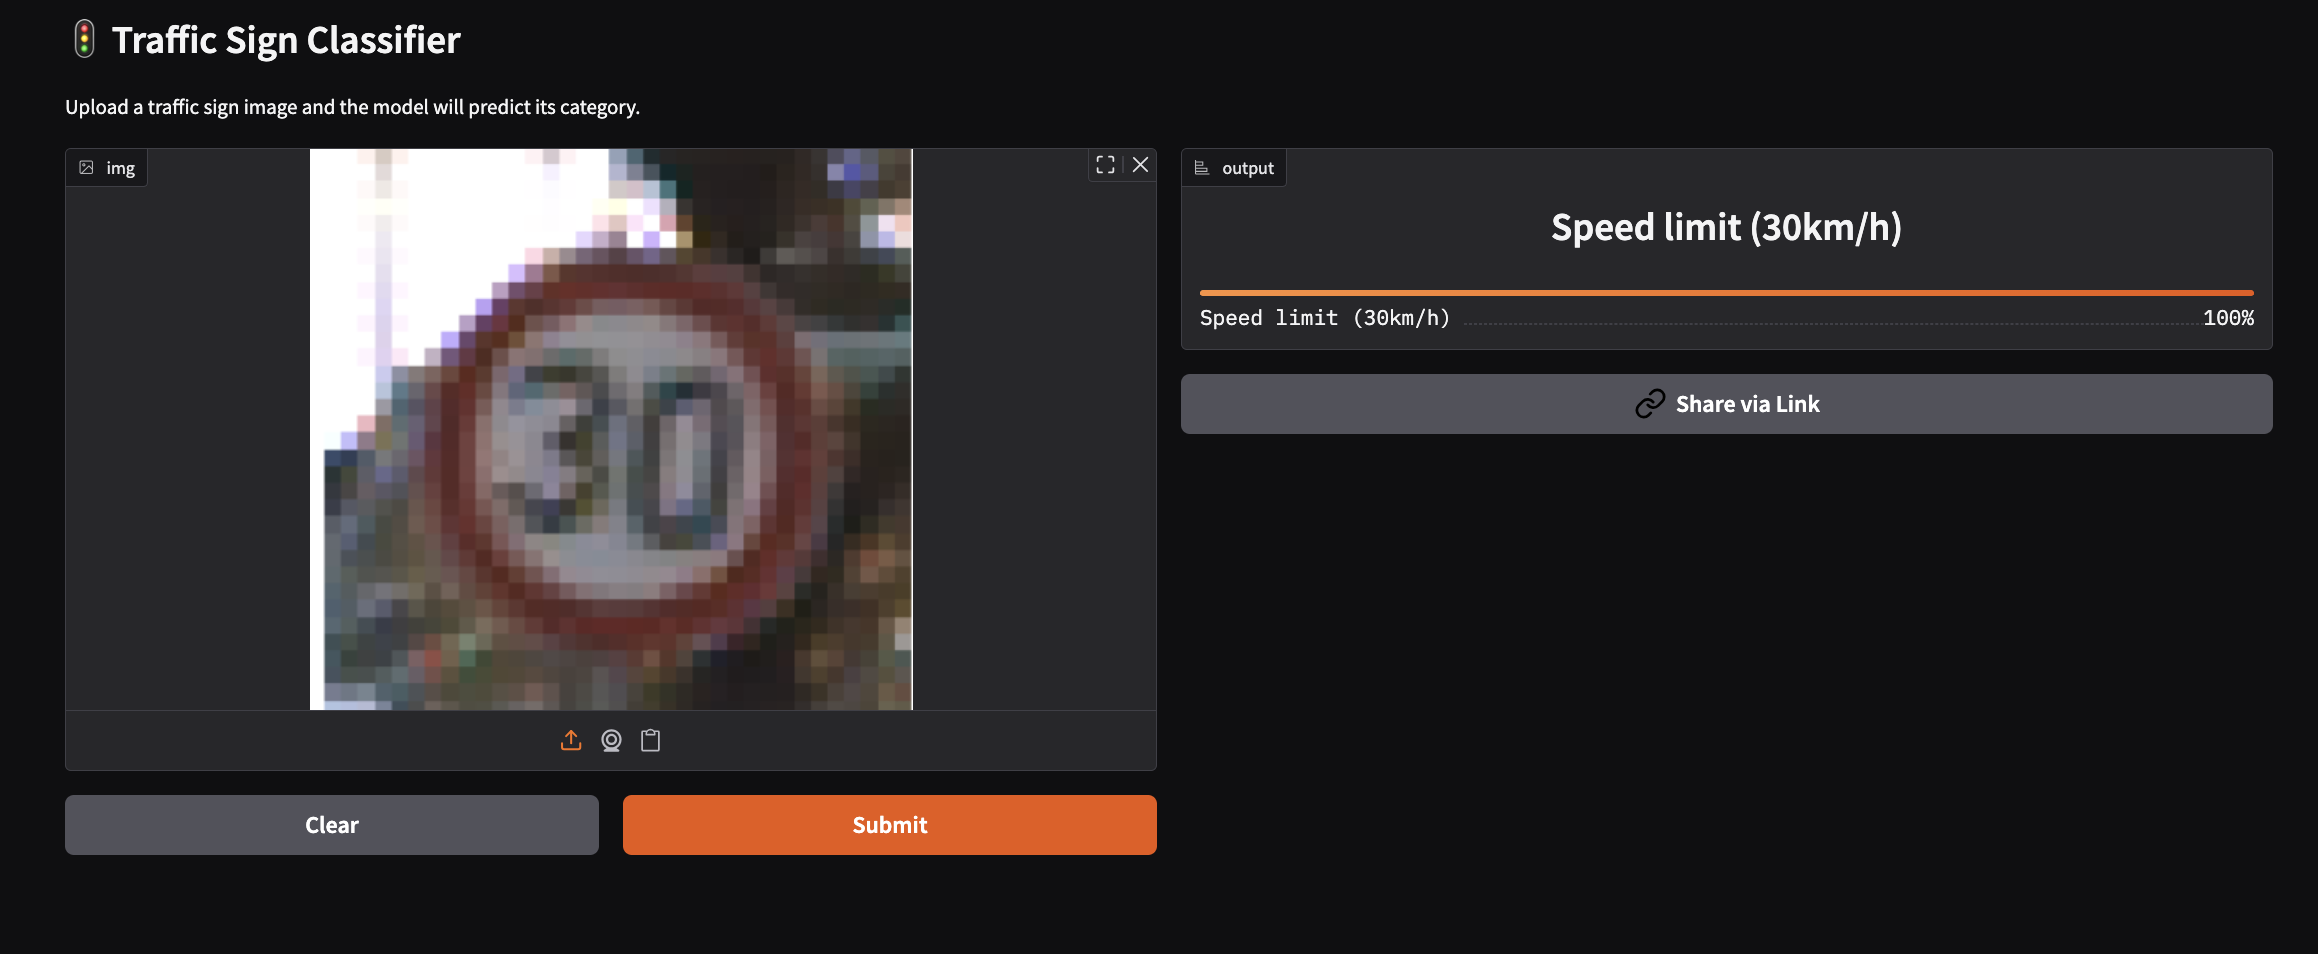 Traffic Sign Classifier
Upload a traffic sign image and the model will predict its category.
img
30
Clear
Submit
output
Speed limit (30km/h)
Speed limit (30km/h) 100%
Share via Link